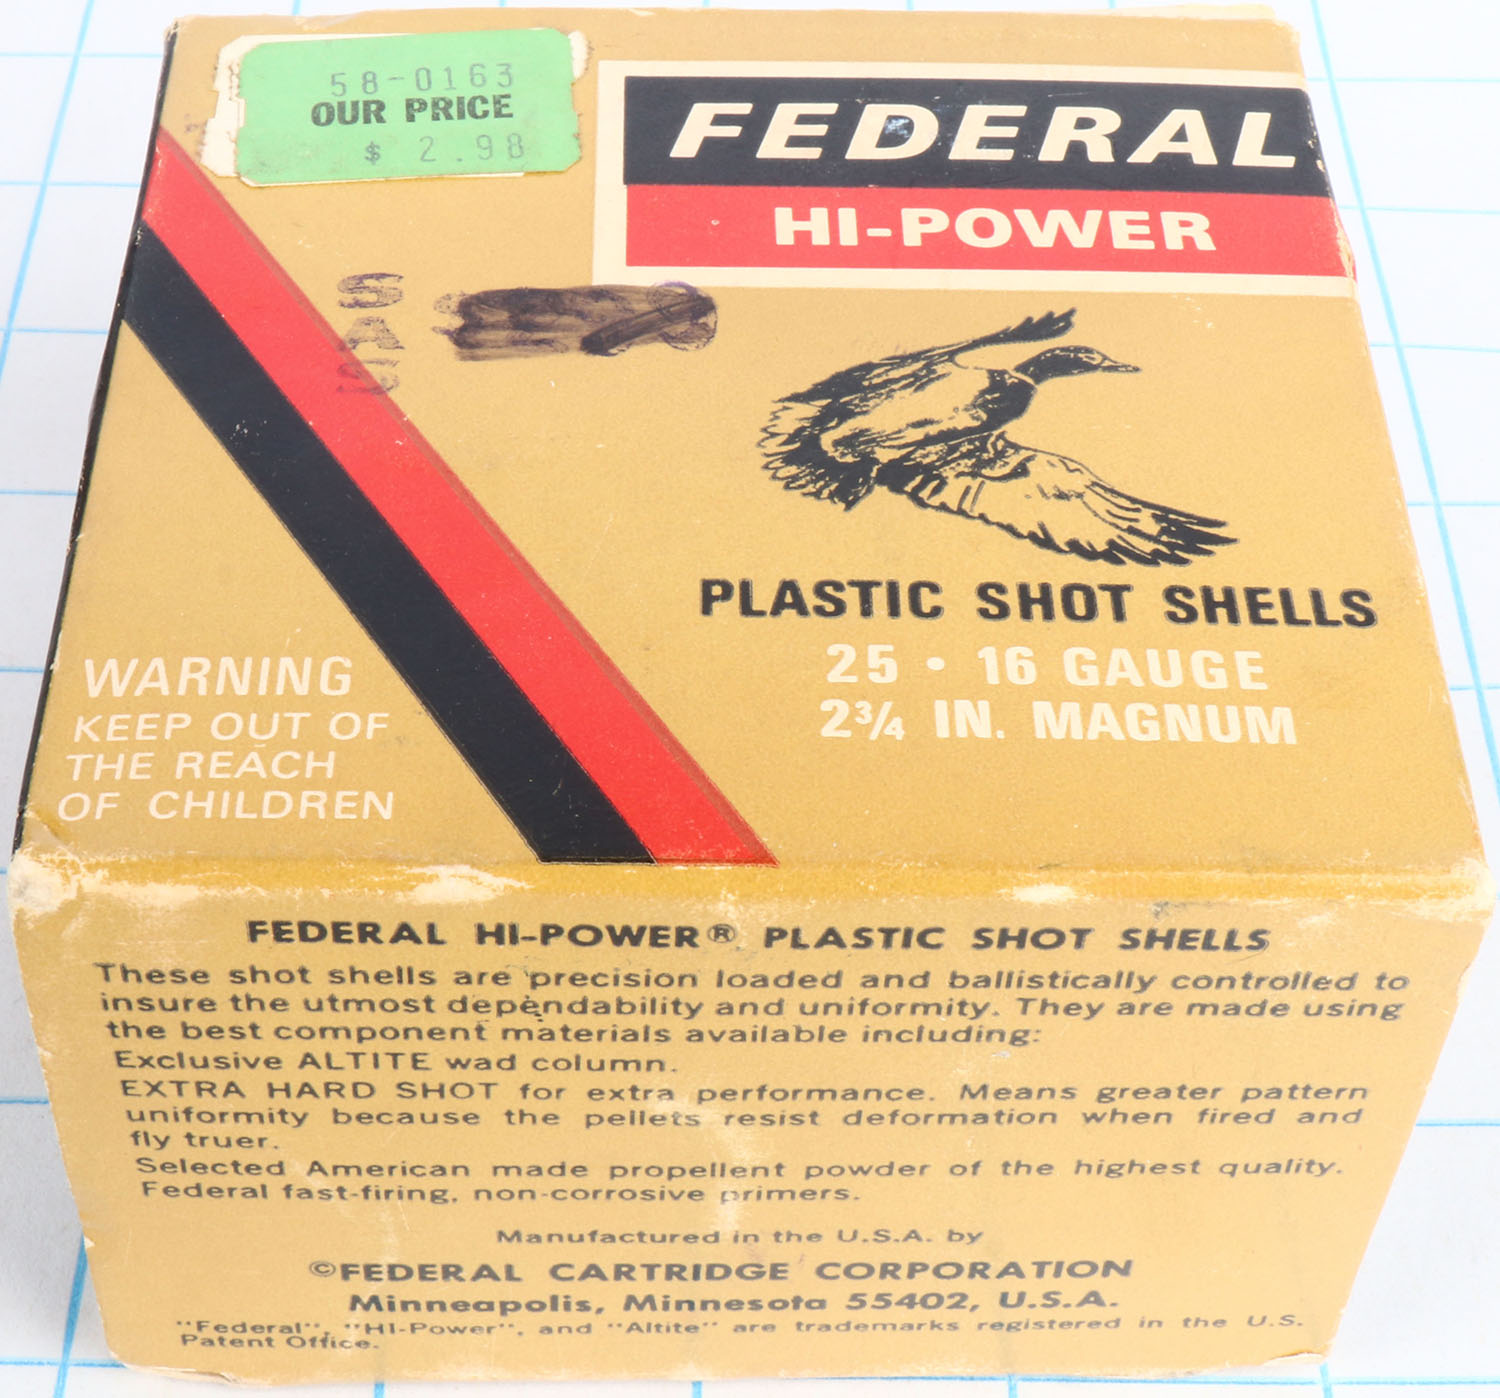 58-0163
OUR PRICE
$ 2.98
FEDERAL
HI-POWER
SAS
PLASTIC SHOT SHELLS
25 • 16 GAUGE
2 3/4 IN. MAGNUM
WARNING
KEEP OUT OF
THE REACH
OF CHILDREN
FEDERAL HI-POWER® PLASTIC SHOT SHELLS
These shot shells are precision loaded and ballistically controlled to
insure the utmost dependability and uniformity. They are made using
the best component materials available including:
Exclusive ALTITE wad column.
EXTRA HARD SHOT for extra performance. Means greater pattern
uniformity because the pellets resist deformation when fired and
fly truer.
Selected American made propellent powder of the highest quality.
Federal fast-firing, non-corrosive primers.
Manufactured in the U.S.A. by
©FEDERAL CARTRIDGE CORPORATION
Minneapolis, Minnesota 55402, U.S.A.
"Federal", "HI-Power", and "Altite" are trademarks registered in the U.S.
Patent Office.